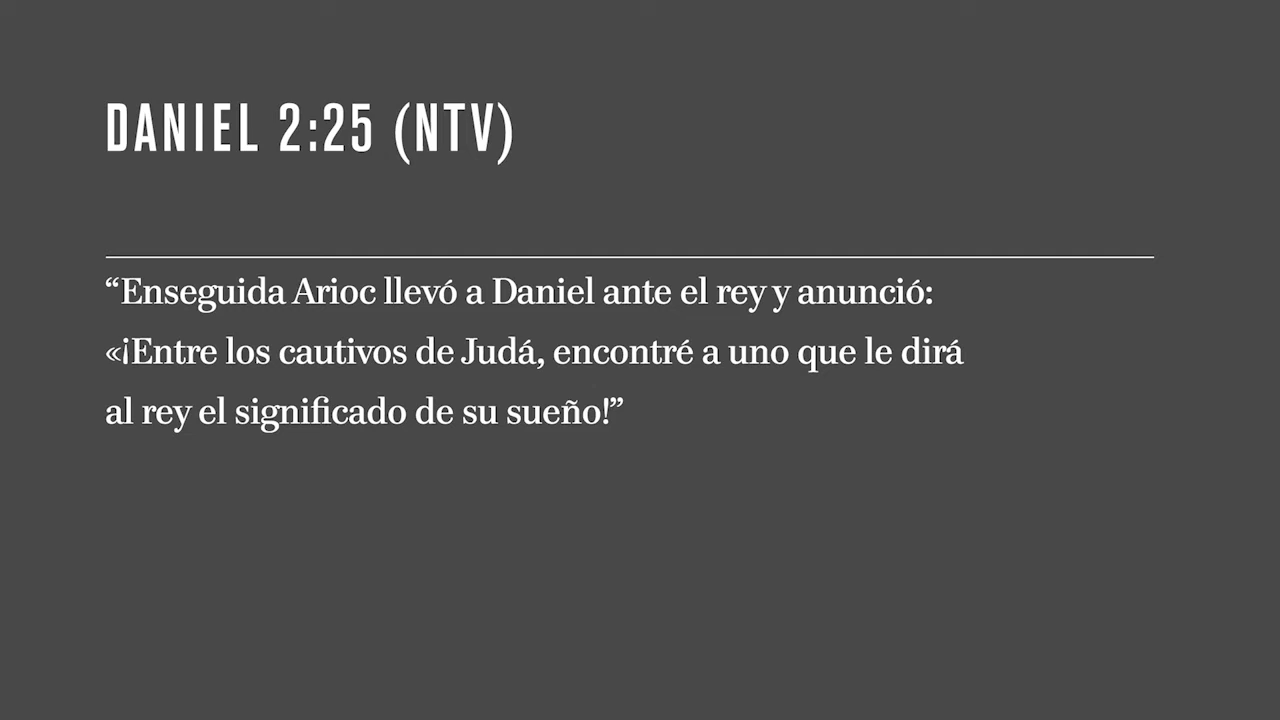 DANIEL 2:25 (NTV)
“Enseguida Arioc llevó a Daniel ante el rey y anunció:
«¡Entre los cautivos de Judá, encontré a uno que le dirá
al rey el significado de su sueño!”